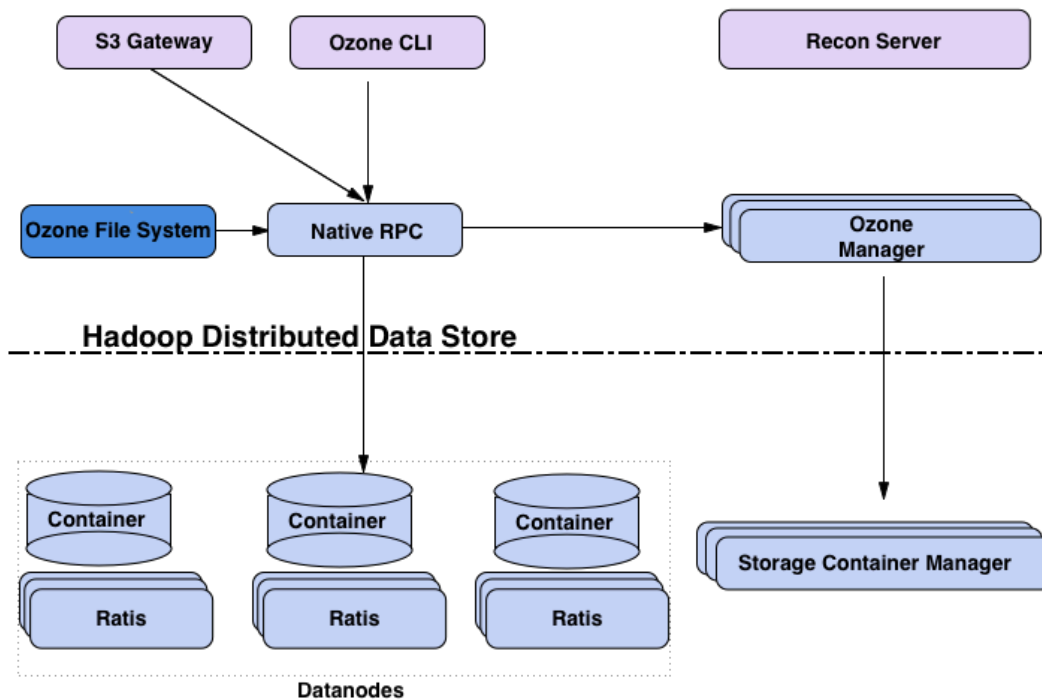 S3 Gateway
Ozone CLI
Recon Server
Ozone File System
Native RPC
Ozone
Manager
Hadoop Distributed Data Store
Container
Container
Container
Storage Container Manager
Ratis
Ratis
Ratis
Datanodes